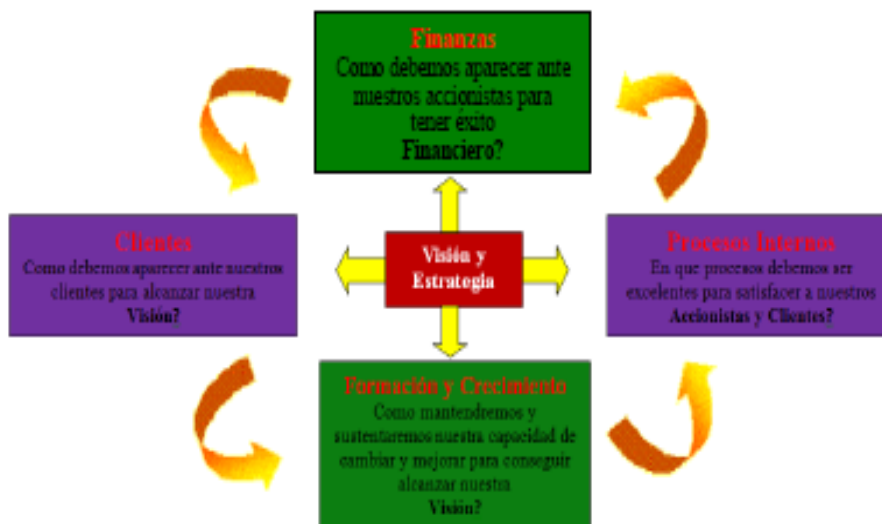 Finanzas
Como debemos aparecer ante
nuestros accionistas para
tener éxito
Financiero?
Clientes
Como debemos aparecer ante nuestros
clientes para alcanzar nuestra
Visión?
Visión y
Estrategia
Procesos Internos
En que procesos debemos ser
excelentes para satisfacer a nuestros
Accionistas y Clientes?
Formación y Crecimiento
Como mantendremos y
sustentaremos nuestra capacidad de
cambiar y mejorar para conseguir
alcanzar nuestra
Visión?